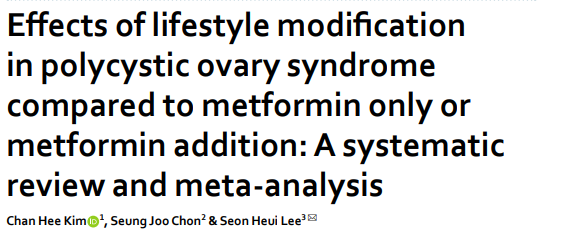 Effects of lifestyle modification
in polycystic ovary syndrome
compared to metformin only or
metformin addition: A systematic
review and meta-analysis
Chan Hee Kim iD 1, Seung Joo Chon2 & Seon Heui Lee3✉